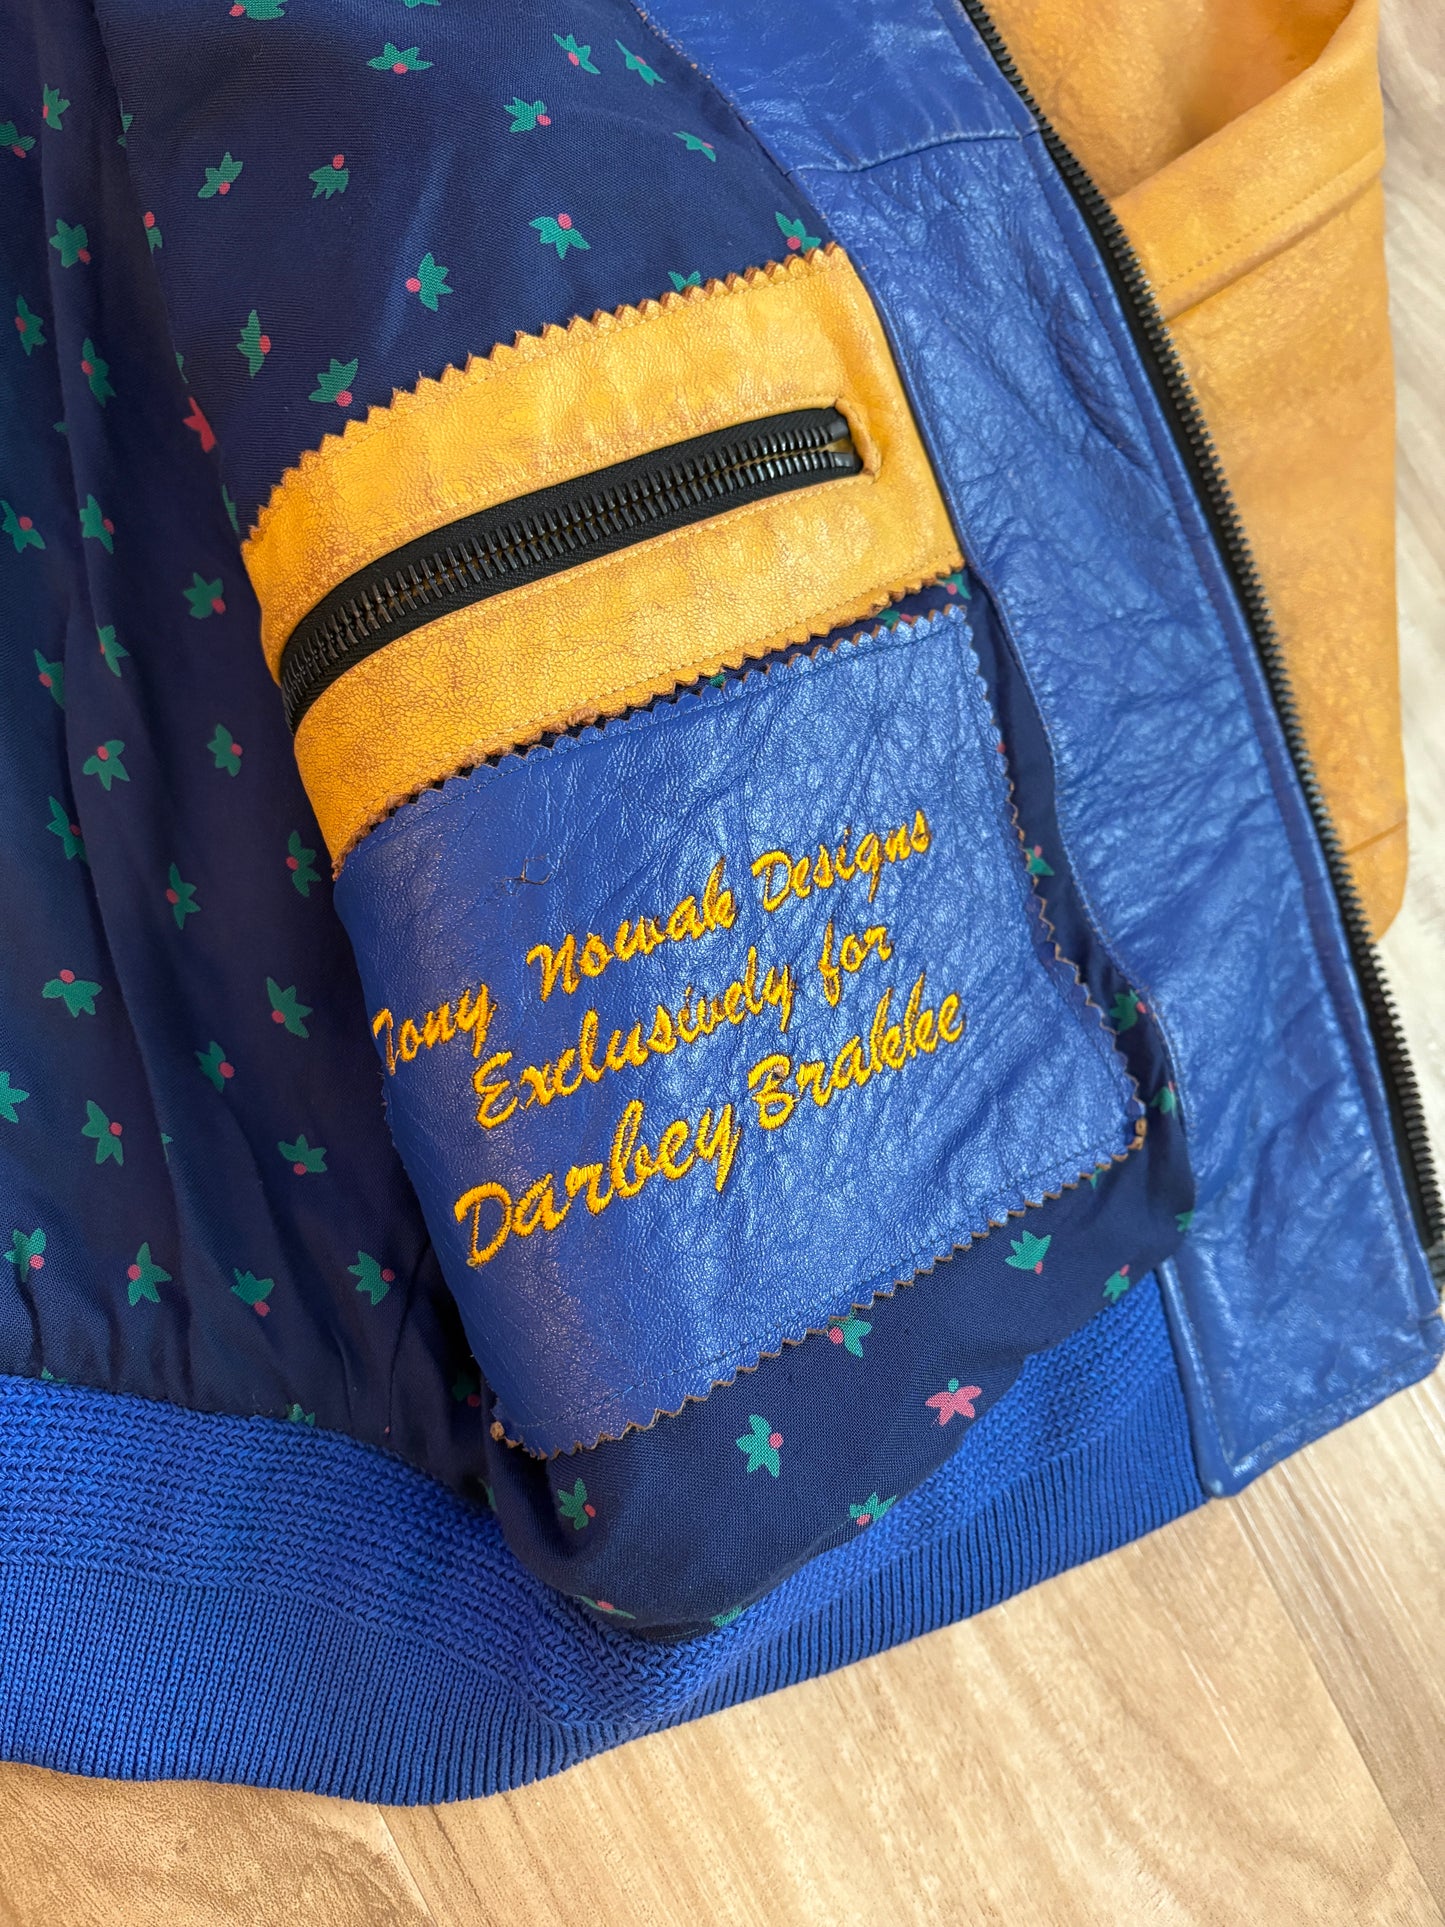 Tony Nowak Designs
Exclusively for
Darbey Brakke